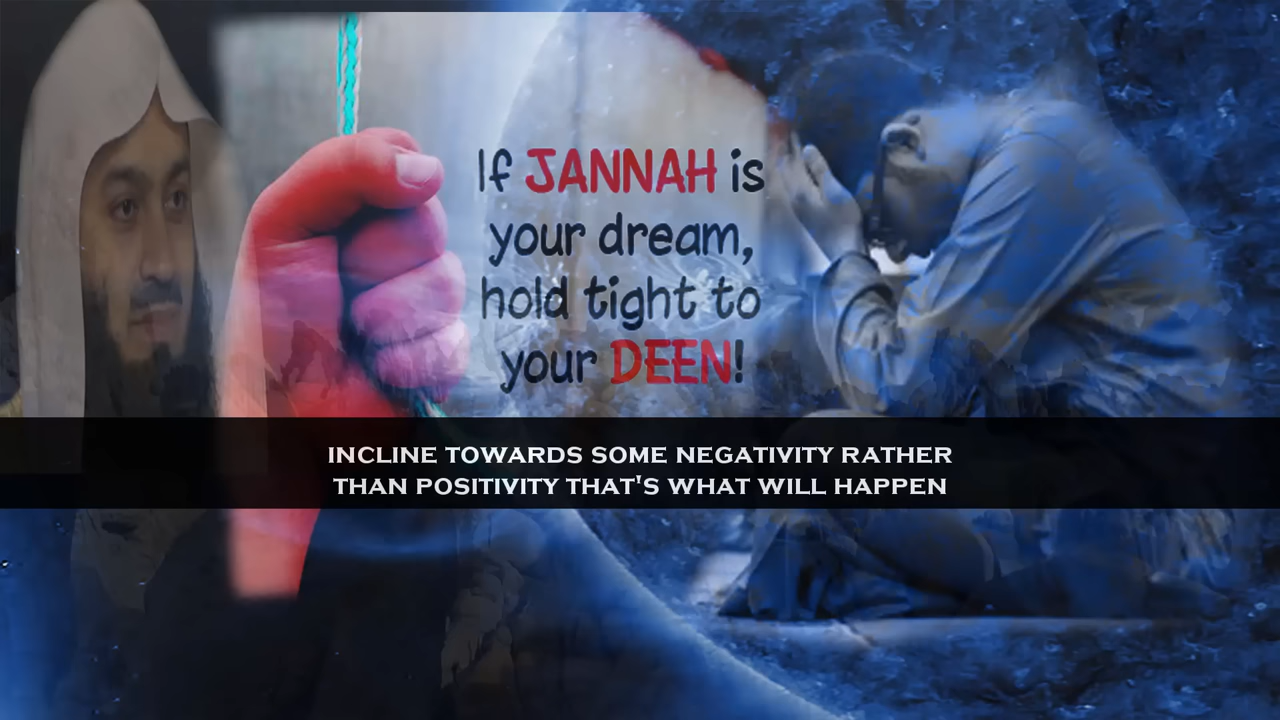 If JANNAH is
your dream,
hold tight to
your DEEN!
INCLINE TOWARDS SOME NEGATIVITY RATHER
THAN POSITIVITY THAT'S WHAT WILL HAPPEN